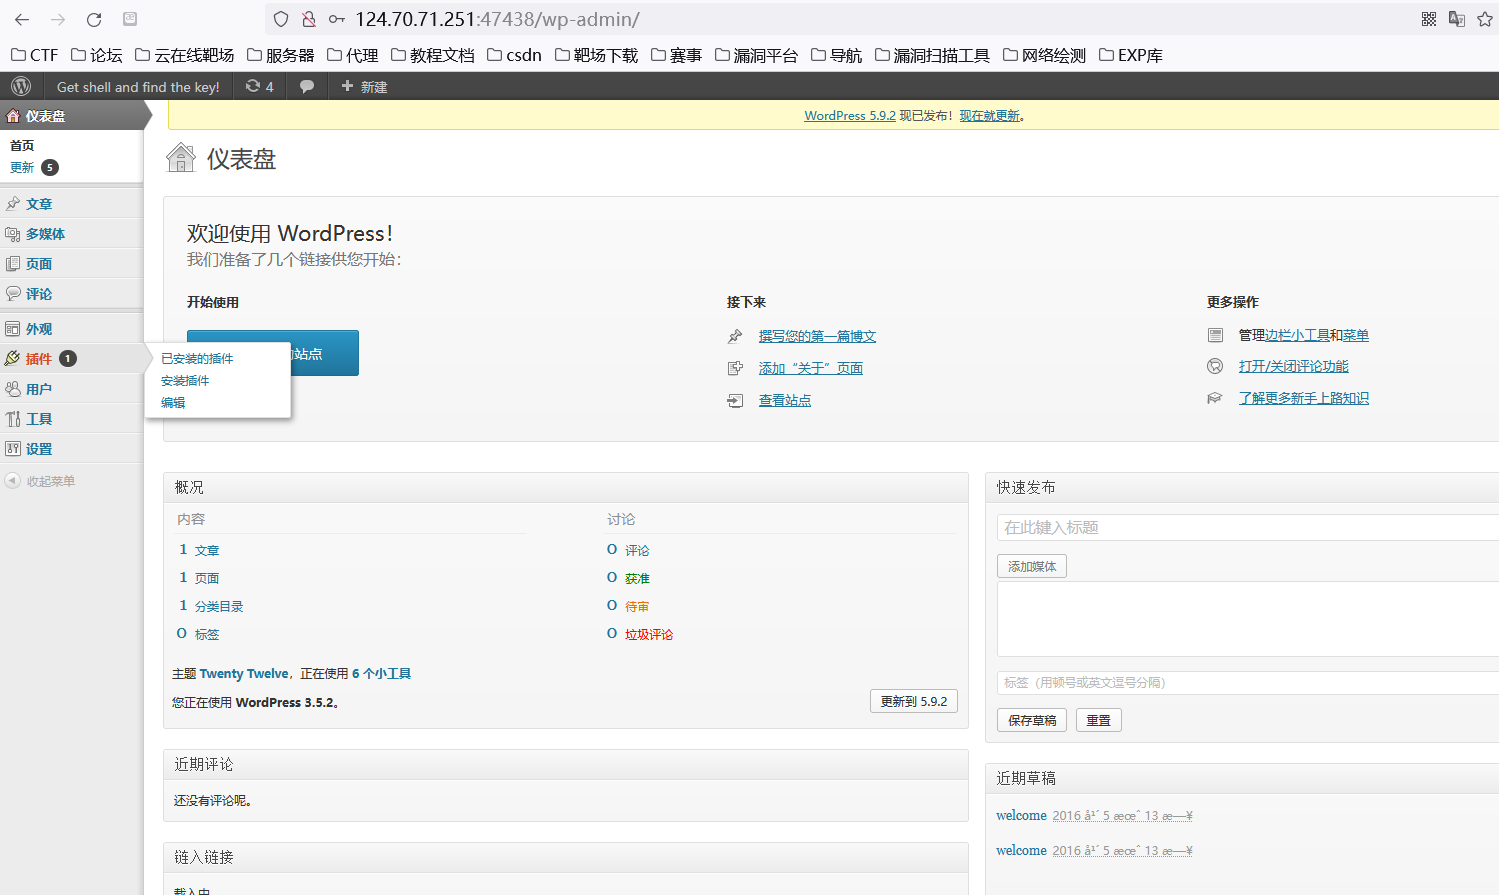 124.70.71.251:47438/wp-admin/
CTF 论坛 云在线靶场 服务器 代理 教程文档 csdn 靶场下载 赛事 漏洞平台 导航 漏洞扫描工具 网络绘测 EXP库
Get shell and find the key! 4 新建
仪表盘
首页
更新 5
文章
多媒体
页面
评论
外观
插件 1
用户
工具
设置
收起菜单
已安装的插件
安装插件
编辑
WordPress 5.9.2 现已发布！现在就更新。
仪表盘
欢迎使用 WordPress！
我们准备了几个链接供您开始：
开始使用
站点
接下来
撰写您的第一篇博文
添加“关于”页面
查看站点
更多操作
管理边栏小工具和菜单
打开/关闭评论功能
了解更多新手上路知识
概况
内容
1 文章
1 页面
1 分类目录
0 标签
讨论
0 评论
0 获准
0 待审
0 垃圾评论
主题 Twenty Twelve，正在使用 6 个小工具
您正在使用 WordPress 3.5.2。
更新到 5.9.2
近期评论
还没有评论呢。
链入链接
载入中
快速发布
在此键入标题
添加媒体
标签（用顿号或英文逗号分隔）
保存草稿 重置
近期草稿
welcome 2016 å¹´ 5 æœˆ 13 æ—¥
welcome 2016 å¹´ 5 æœˆ 13 æ—¥